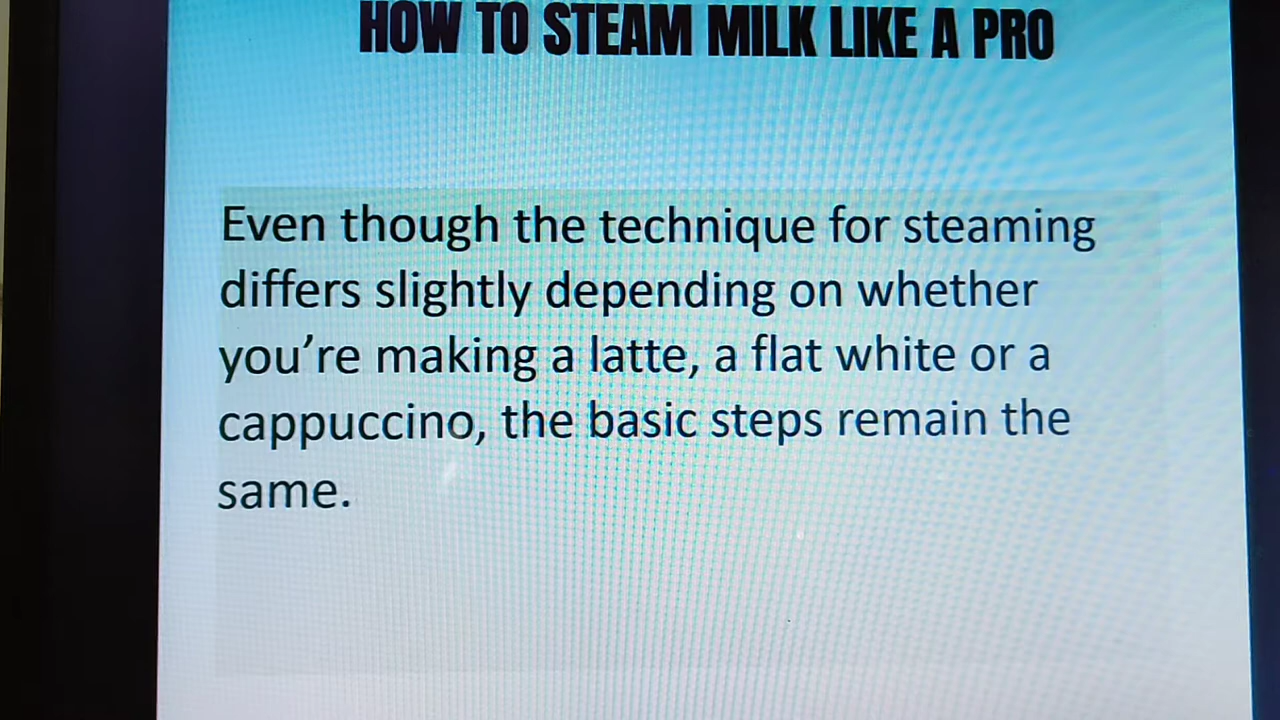 HOW TO STEAM MILK LIKE A PRO
Even though the technique for steaming
differs slightly depending on whether
you’re making a latte, a flat white or a
cappuccino, the basic steps remain the
same.